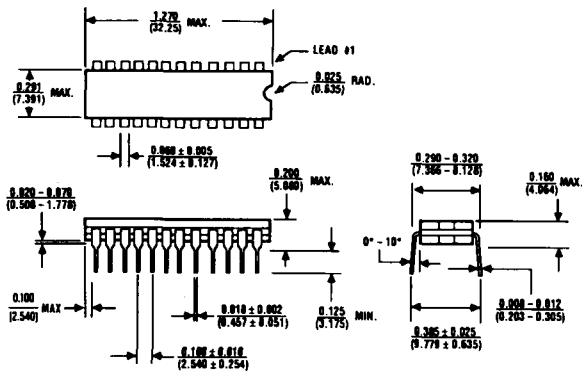 1.270 MAX.
(32.25)
LEAD #1
0.291 MAX.
(7.391)
0.025 RAD.
(0.635)
0.060 ± 0.005
(1.524 ± 0.127)
0.200 MAX.
(5.080)
0.290 – 0.320
(7.366 – 8.128)
0.160 MAX.
(4.064)
0.020 – 0.070
(0.508 – 1.778)
0° – 10°
0.100 MAX
(2.540)
0.018 ± 0.002
(0.457 ± 0.051)
0.125 MIN.
(3.175)
0.008 – 0.012
(0.203 – 0.305)
0.100 ± 0.010
(2.540 ± 0.254)
0.385 ± 0.025
(9.779 ± 0.635)